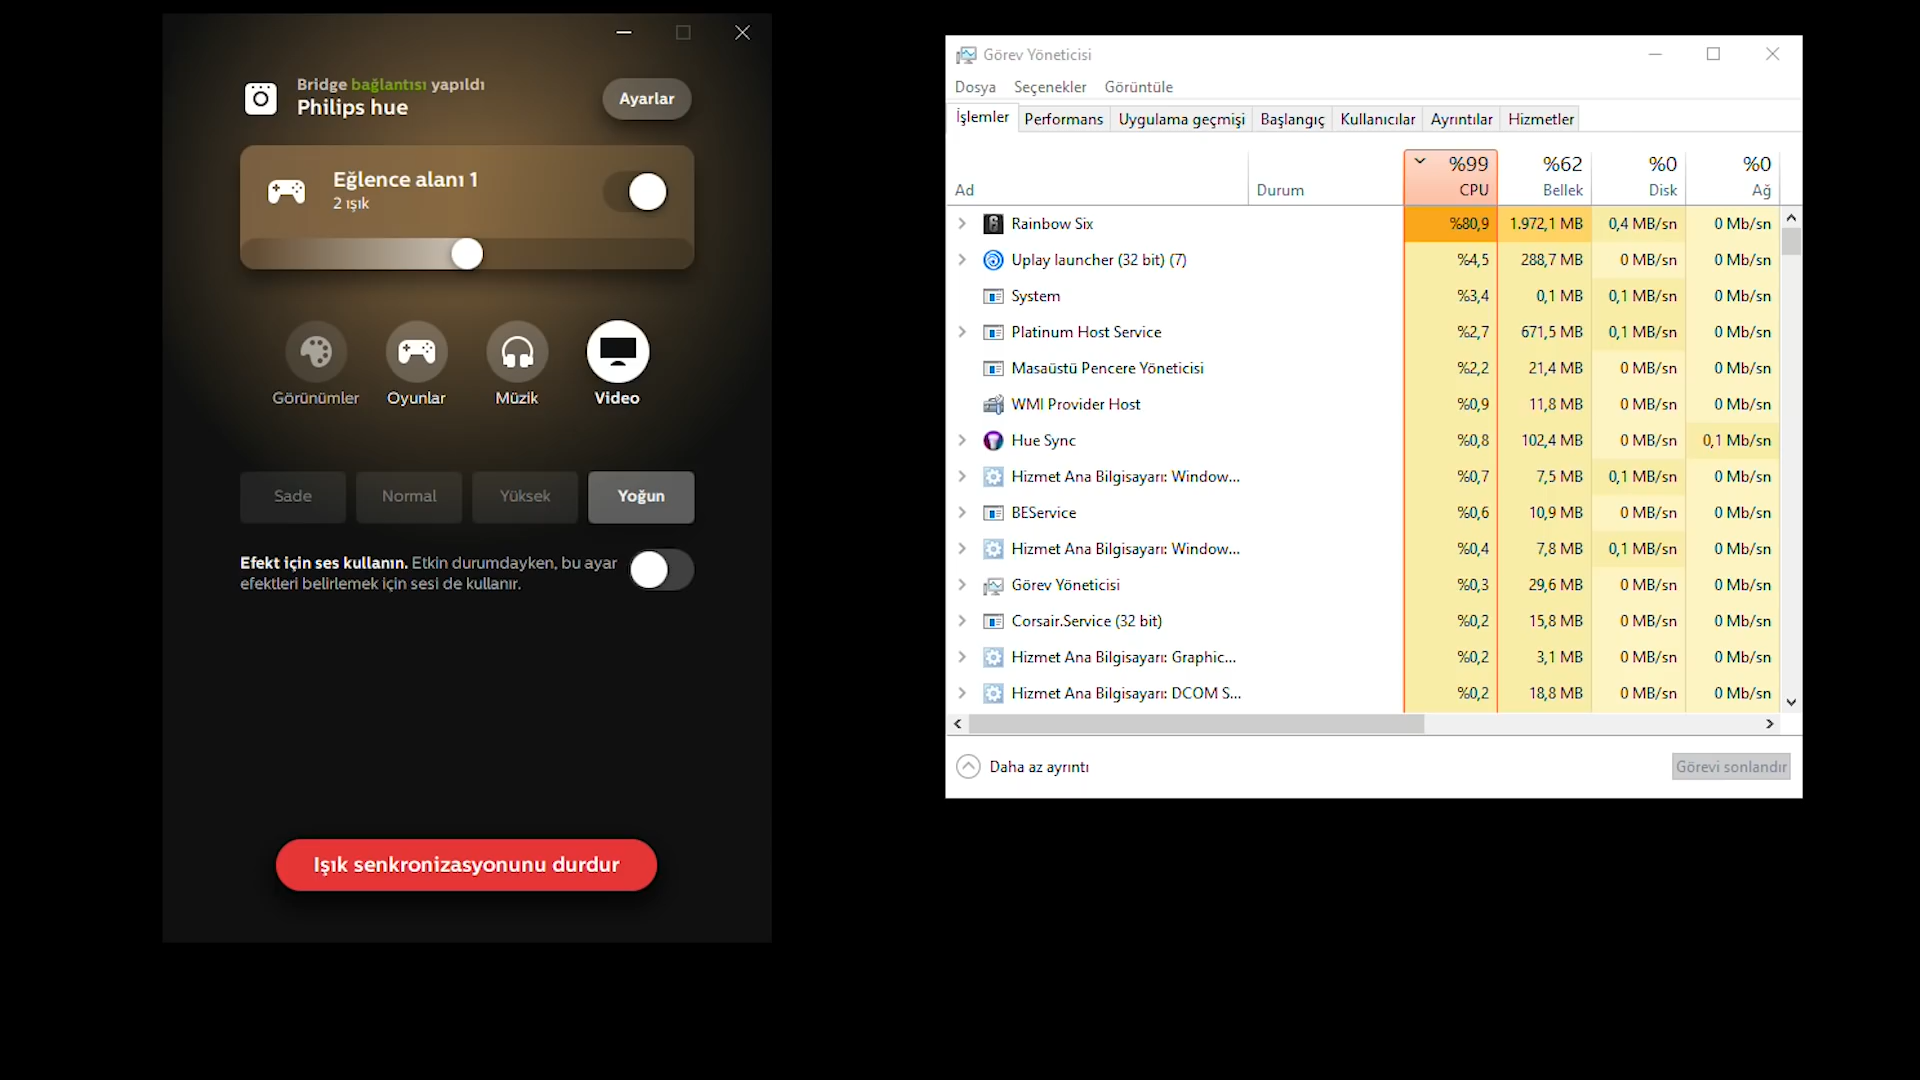 Bridge bağlantısı yapıldı
Philips hue
Ayarlar
Eğlence alanı 1
2 ışık
Görünümler
Oyunlar
Müzik
Video
Sade
Normal
Yüksek
Yoğun
Efekt için ses kullanın. Etkin durumdayken, bu ayar
efektleri belirlemek için sesi de kullanır.
Işık senkronizasyonunu durdur
Görev Yöneticisi
Dosya Seçenekler Görüntüle
İşlemler Performans Uygulama geçmişi Başlangıç Kullanıcılar Ayrıntılar Hizmetler
%99 %62 %0 %0
Ad Durum CPU Bellek Disk Ağ
Rainbow Six %80,9 1.972,1 MB 0,4 MB/sn 0 Mb/sn
Uplay launcher (32 bit) (7) %4,5 288,7 MB 0 MB/sn 0 Mb/sn
System %3,4 0,1 MB 0,1 MB/sn 0 Mb/sn
Platinum Host Service %2,7 671,5 MB 0,1 MB/sn 0 Mb/sn
Masaüstü Pencere Yöneticisi %2,2 21,4 MB 0 MB/sn 0 Mb/sn
WMI Provider Host %0,9 11,8 MB 0 MB/sn 0 Mb/sn
Hue Sync %0,8 102,4 MB 0 MB/sn 0,1 Mb/sn
Hizmet Ana Bilgisayarı: Window... %0,7 7,5 MB 0,1 MB/sn 0 Mb/sn
BEService %0,6 10,9 MB 0 MB/sn 0 Mb/sn
Hizmet Ana Bilgisayarı: Window... %0,4 7,8 MB 0,1 MB/sn 0 Mb/sn
Görev Yöneticisi %0,3 29,6 MB 0 MB/sn 0 Mb/sn
Corsair.Service (32 bit) %0,2 15,8 MB 0 MB/sn 0 Mb/sn
Hizmet Ana Bilgisayarı: Graphic... %0,2 3,1 MB 0 MB/sn 0 Mb/sn
Hizmet Ana Bilgisayarı: DCOM S... %0,2 18,8 MB 0 MB/sn 0 Mb/sn
Daha az ayrıntı
Görevi sonlandır